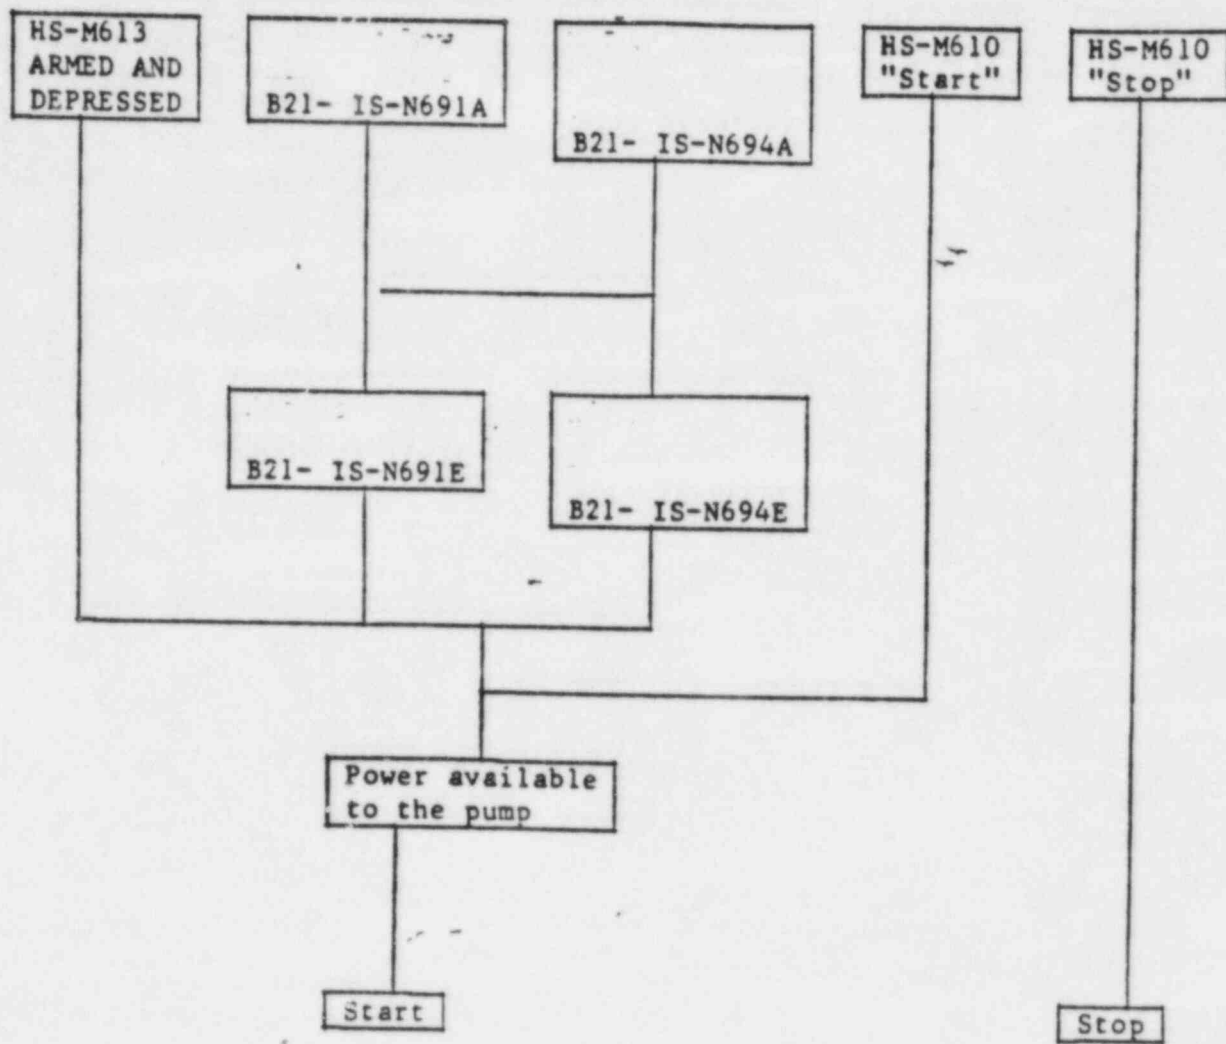 HS-M613
ARMED AND
DEPRESSED
B21- IS-N691A
B21- IS-N694A
HS-M610
"Start"
HS-M610
"Stop"
B21- IS-N691E
B21- IS-N694E
Power available
to the pump
Start
Stop